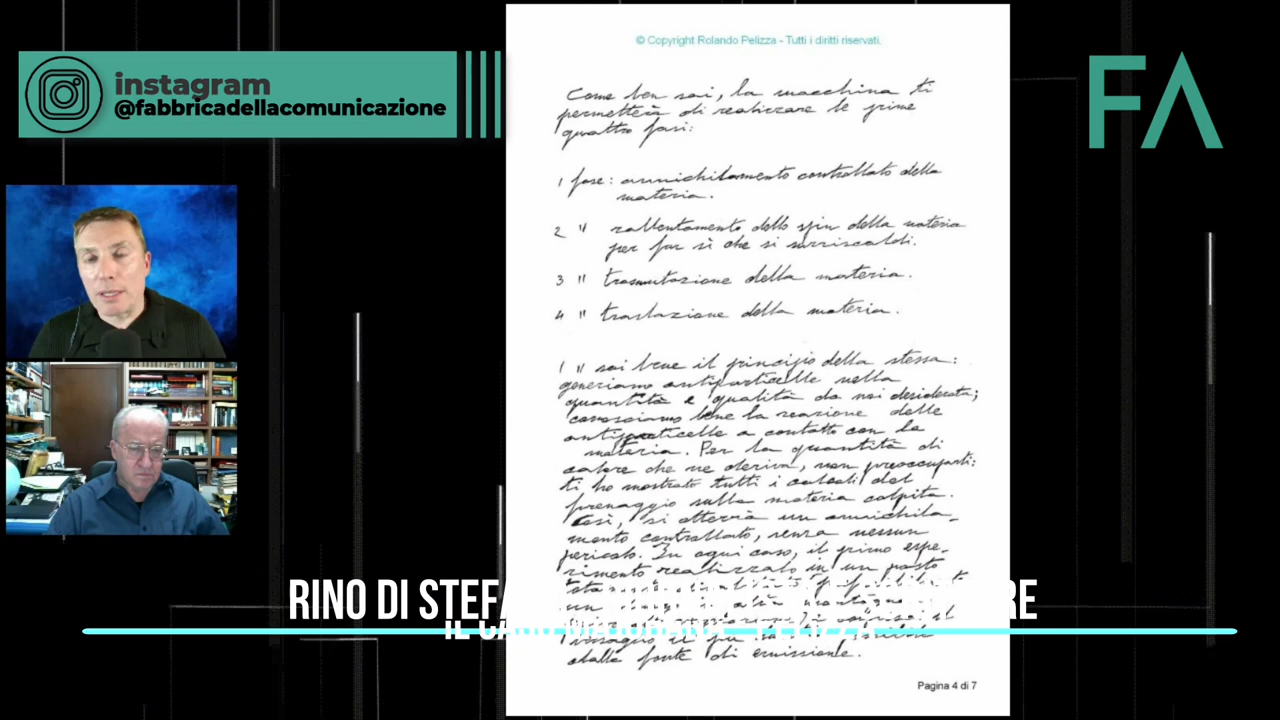 instagram
@fabbricadellacomunicazione
FA
© Copyright Rolando Pelizza - Tutti i diritti riservati.
Come ben sai, la macchina ti
permetterà di realizzare le prime
quattro fasi:
1 fase: annichilamento controllato della
materia.
2 " rallentamento dello spin della materia
per far sì che si surriscaldi.
3 " trasmutazione della materia.
4 " traslazione della materia.
1 " sai bene il principio della stessa:
generiamo antiparticelle nella
quantità e qualità da noi desiderata;
conosciamo bene la reazione delle
antiparticelle a contatto con la
materia. Per la quantità di
calore che ne deriva, non preoccuparti:
ti ho mostrato tutti i calcoli del
frenaggio sulla materia colpita.
Così, si otterrà un annichila-
mento controllato, senza nessun
pericolo. In ogni caso, il primo espe-
rimento realizzato in un posto
RINO DI STEF
RE
dalla fonte di emissione.
Pagina 4 di 7